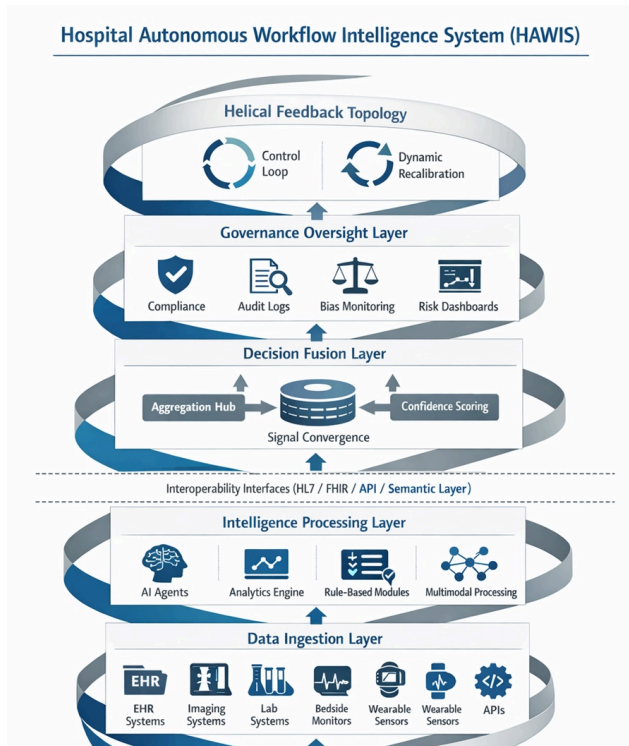 Hospital Autonomous Workflow Intelligence System (HAWIS)
Helical Feedback Topology
Control
Loop
Dynamic
Recalibration
Governance Oversight Layer
Compliance
Audit Logs
Bias Monitoring
Risk Dashboards
Decision Fusion Layer
Aggregation Hub
Confidence Scoring
Signal Convergence
Interoperability Interfaces (HL7 / FHIR / API / Semantic Layer)
Intelligence Processing Layer
AI Agents
Analytics Engine
Rule-Based Modules
Multimodal Processing
Data Ingestion Layer
EHR
EHR
Systems
Imaging
Systems
Lab
Systems
Bedside
Monitors
Wearable
Sensors
Wearable
Sensors
</>
APIs